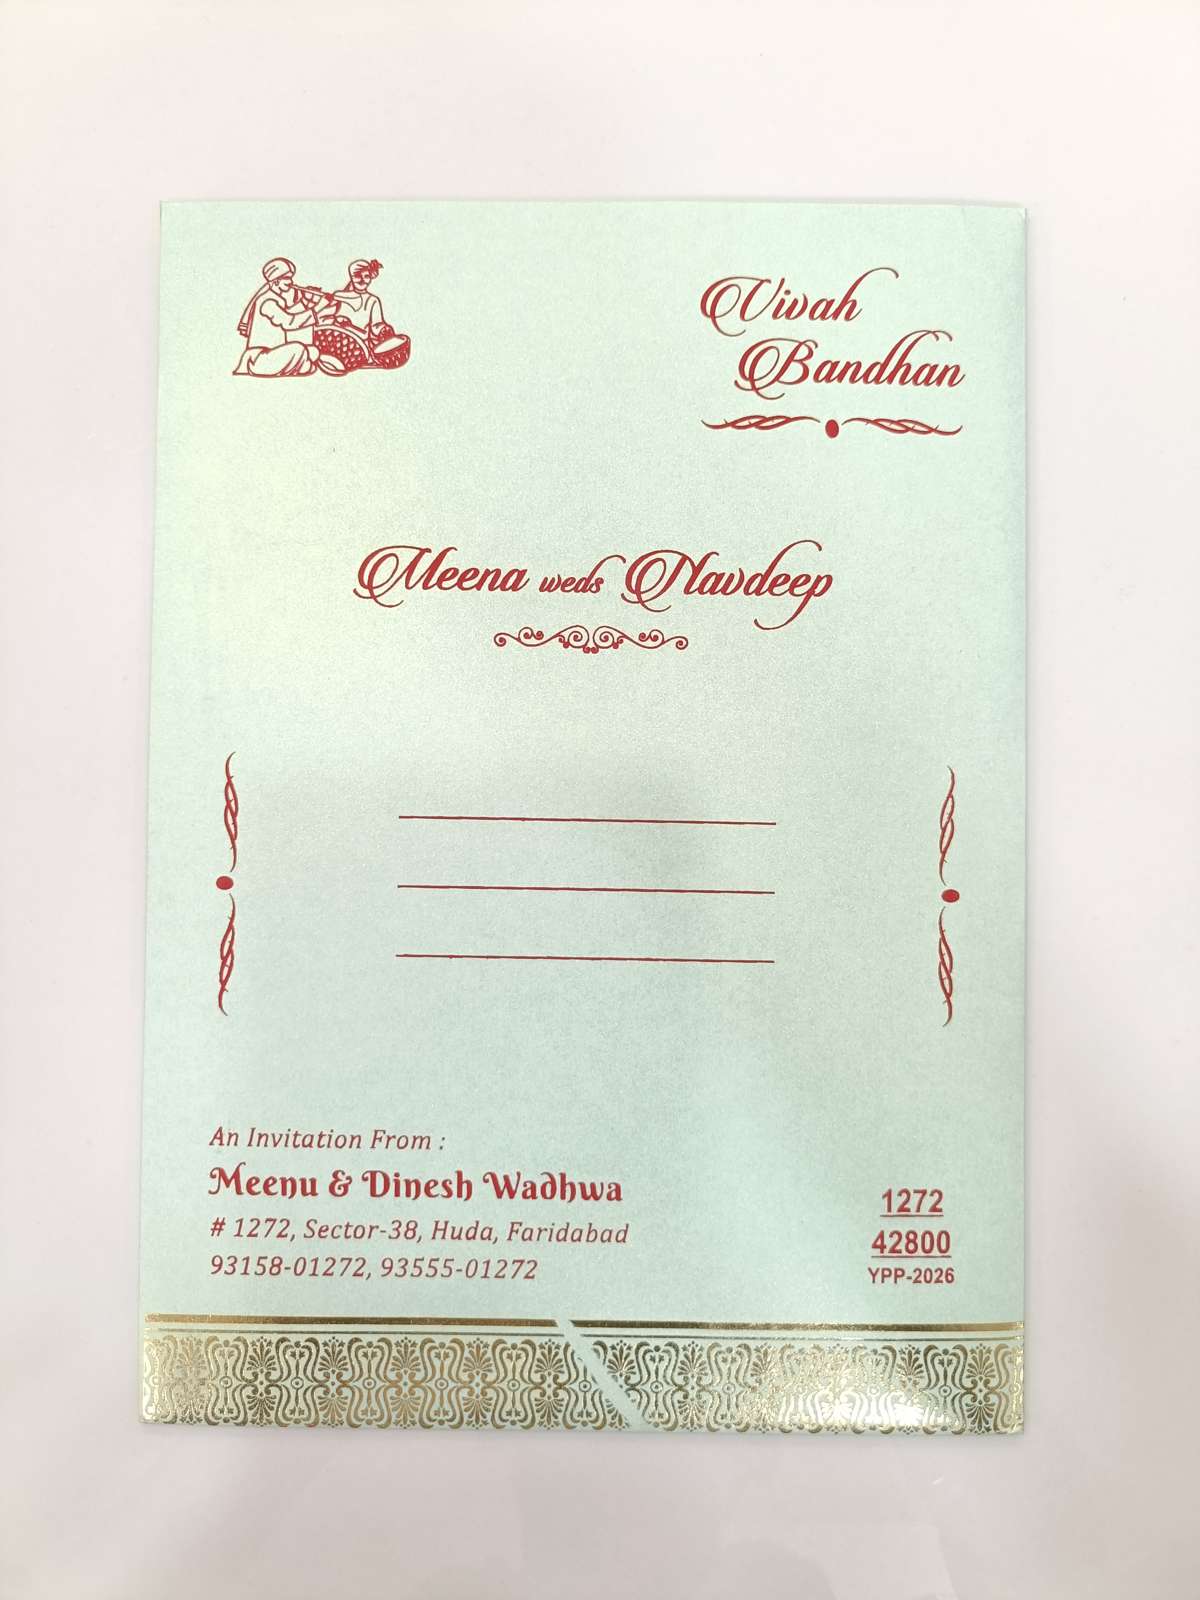 Vivah
Bandhan
Meena weds Navdeep
An Invitation From :
Meenu & Dinesh Wadhwa
# 1272, Sector-38, Huda, Faridabad
93158-01272, 93555-01272
1272
42800
YPP-2026